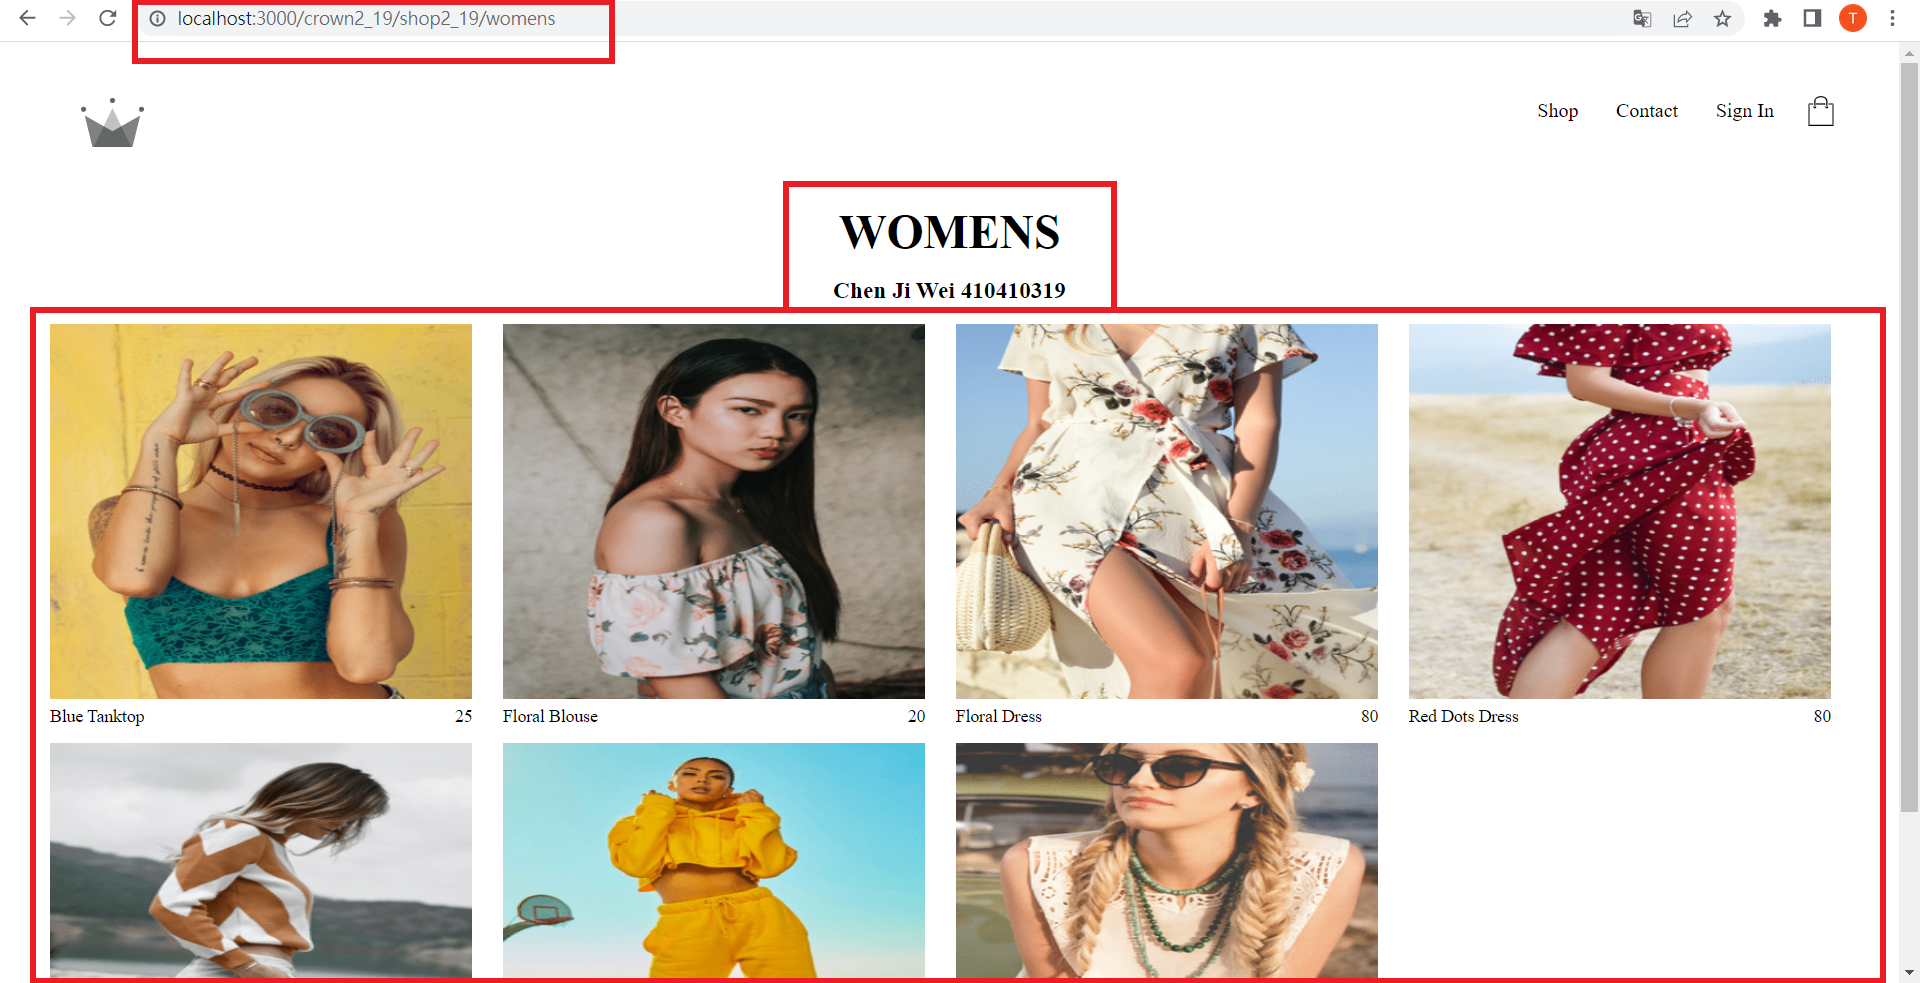 localhost:3000/crown2_19/shop2_19/womens
T
Shop Contact Sign In
WOMENS
Chen Ji Wei 410410319
Blue Tanktop 25
Floral Blouse 20
Floral Dress 80
Red Dots Dress 80